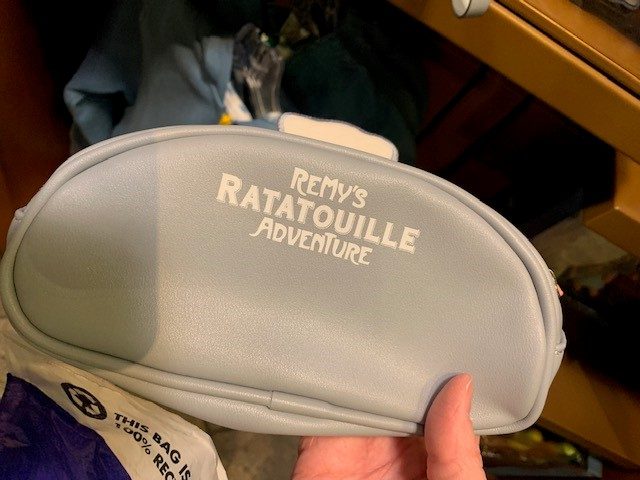 REMY'S
RATATOUILLE
ADVENTURE
THIS BAG IS
100% REC